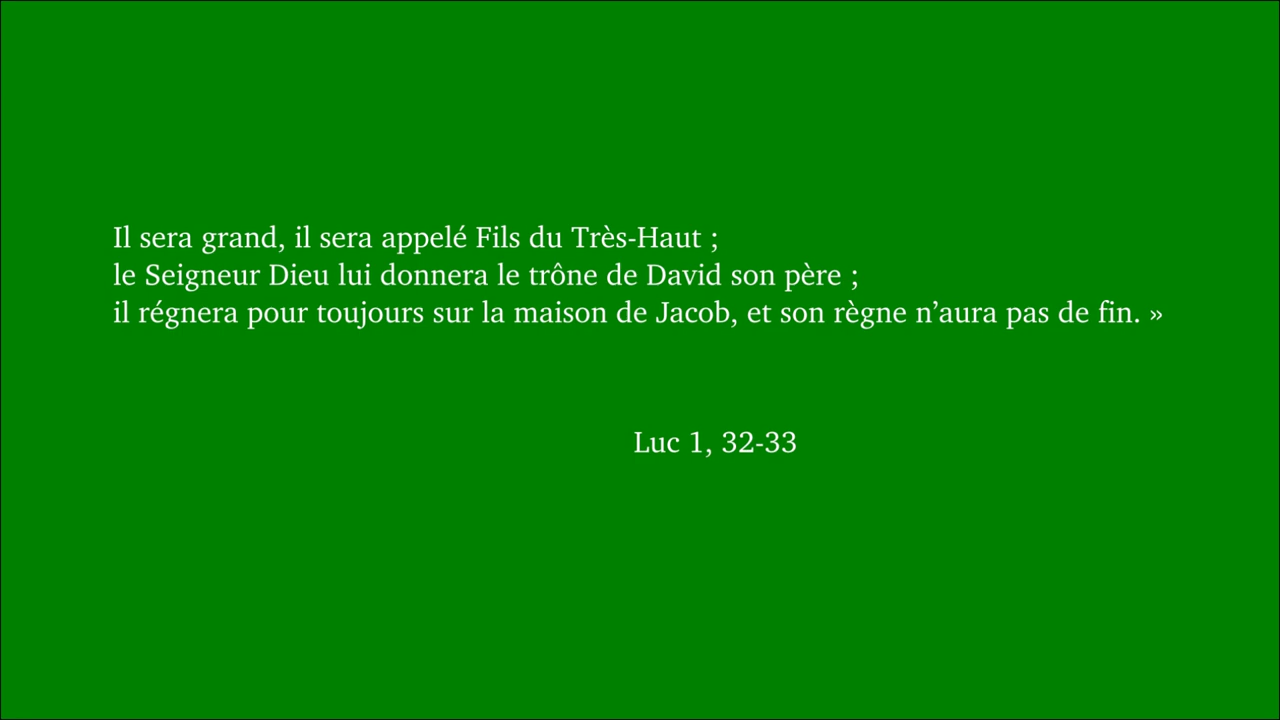 Il sera grand, il sera appelé Fils du Très-Haut ;
le Seigneur Dieu lui donnera le trône de David son père ;
il régnera pour toujours sur la maison de Jacob, et son règne n’aura pas de fin. »
Luc 1, 32-33